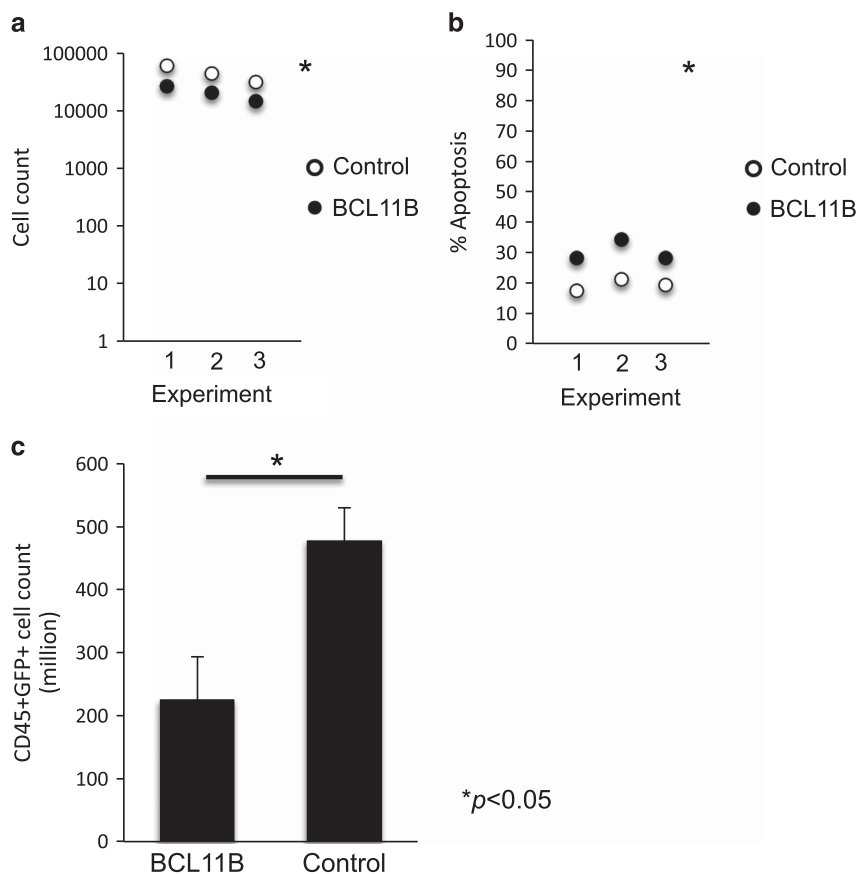 a
100000
10000
1000
100
10
1
Cell count
1 2 3
Experiment
*
Control
BCL11B
b
100
90
80
70
60
50
40
30
20
10
0
% Apoptosis
1 2 3
Experiment
*
Control
BCL11B
c
600
500
400
300
200
100
0
CD45+GFP+ cell count
(million)
*
BCL11B Control
*p<0.05